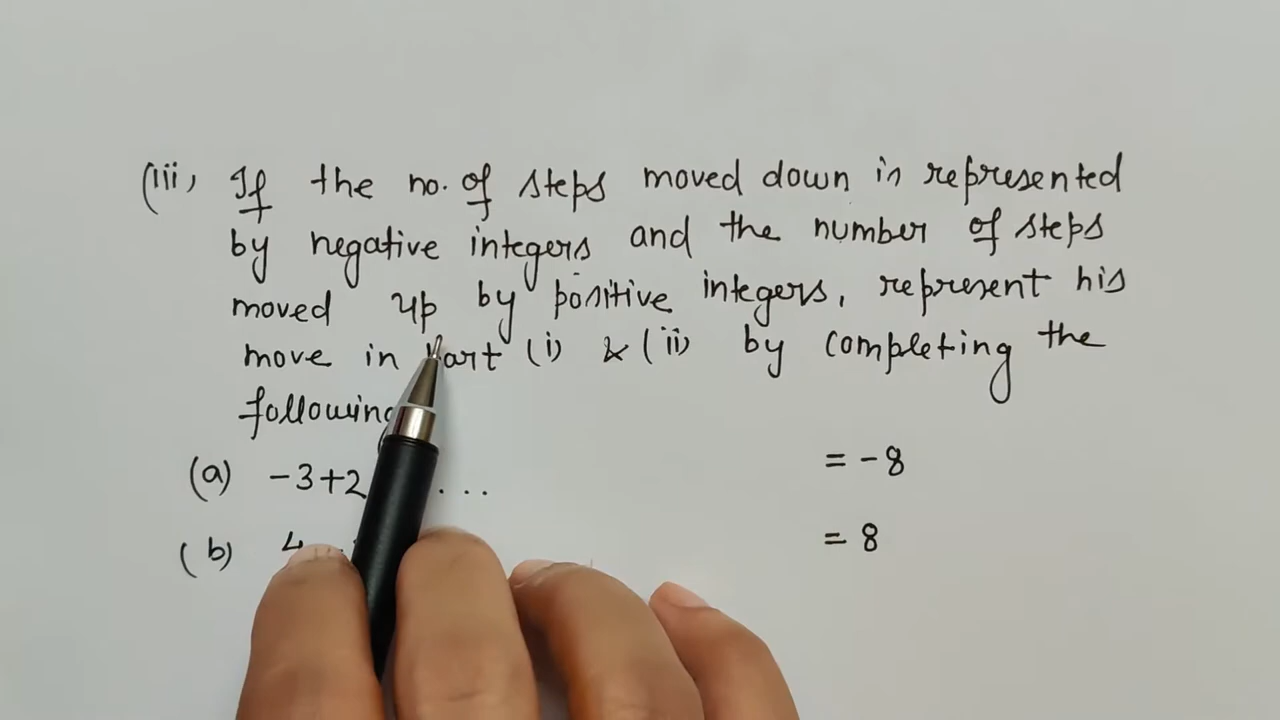 (iii) If the no. of steps moved down is represented
by negative integers and the number of steps
moved up by positive integers, represent his
move in part (i) & (ii) by completing the
following
(a) -3+2 ... = -8
(b) 4 = 8